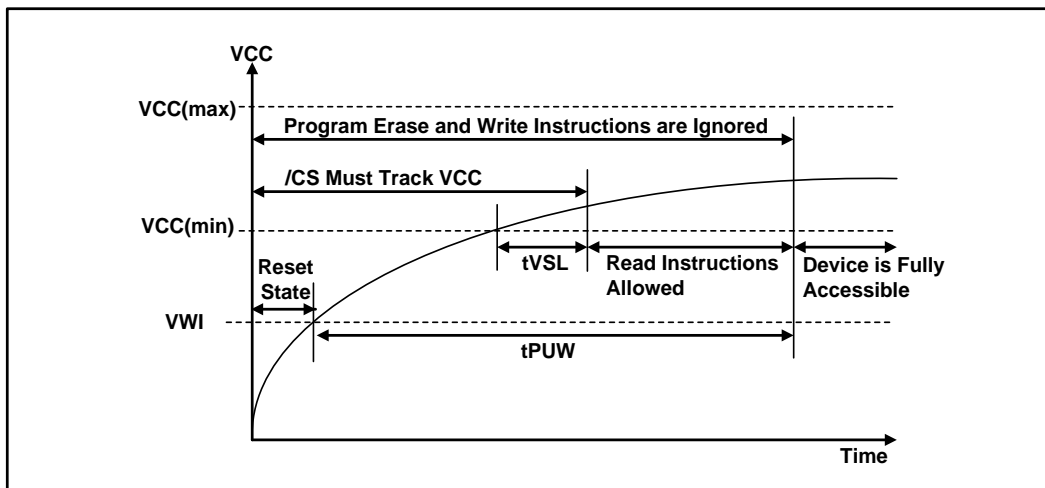 VCC
VCC(max)
Program Erase and Write Instructions are Ignored
/CS Must Track VCC
VCC(min)
tVSL
Read Instructions
Allowed
Device is Fully
Accessible
Reset
State
VWI
tPUW
Time